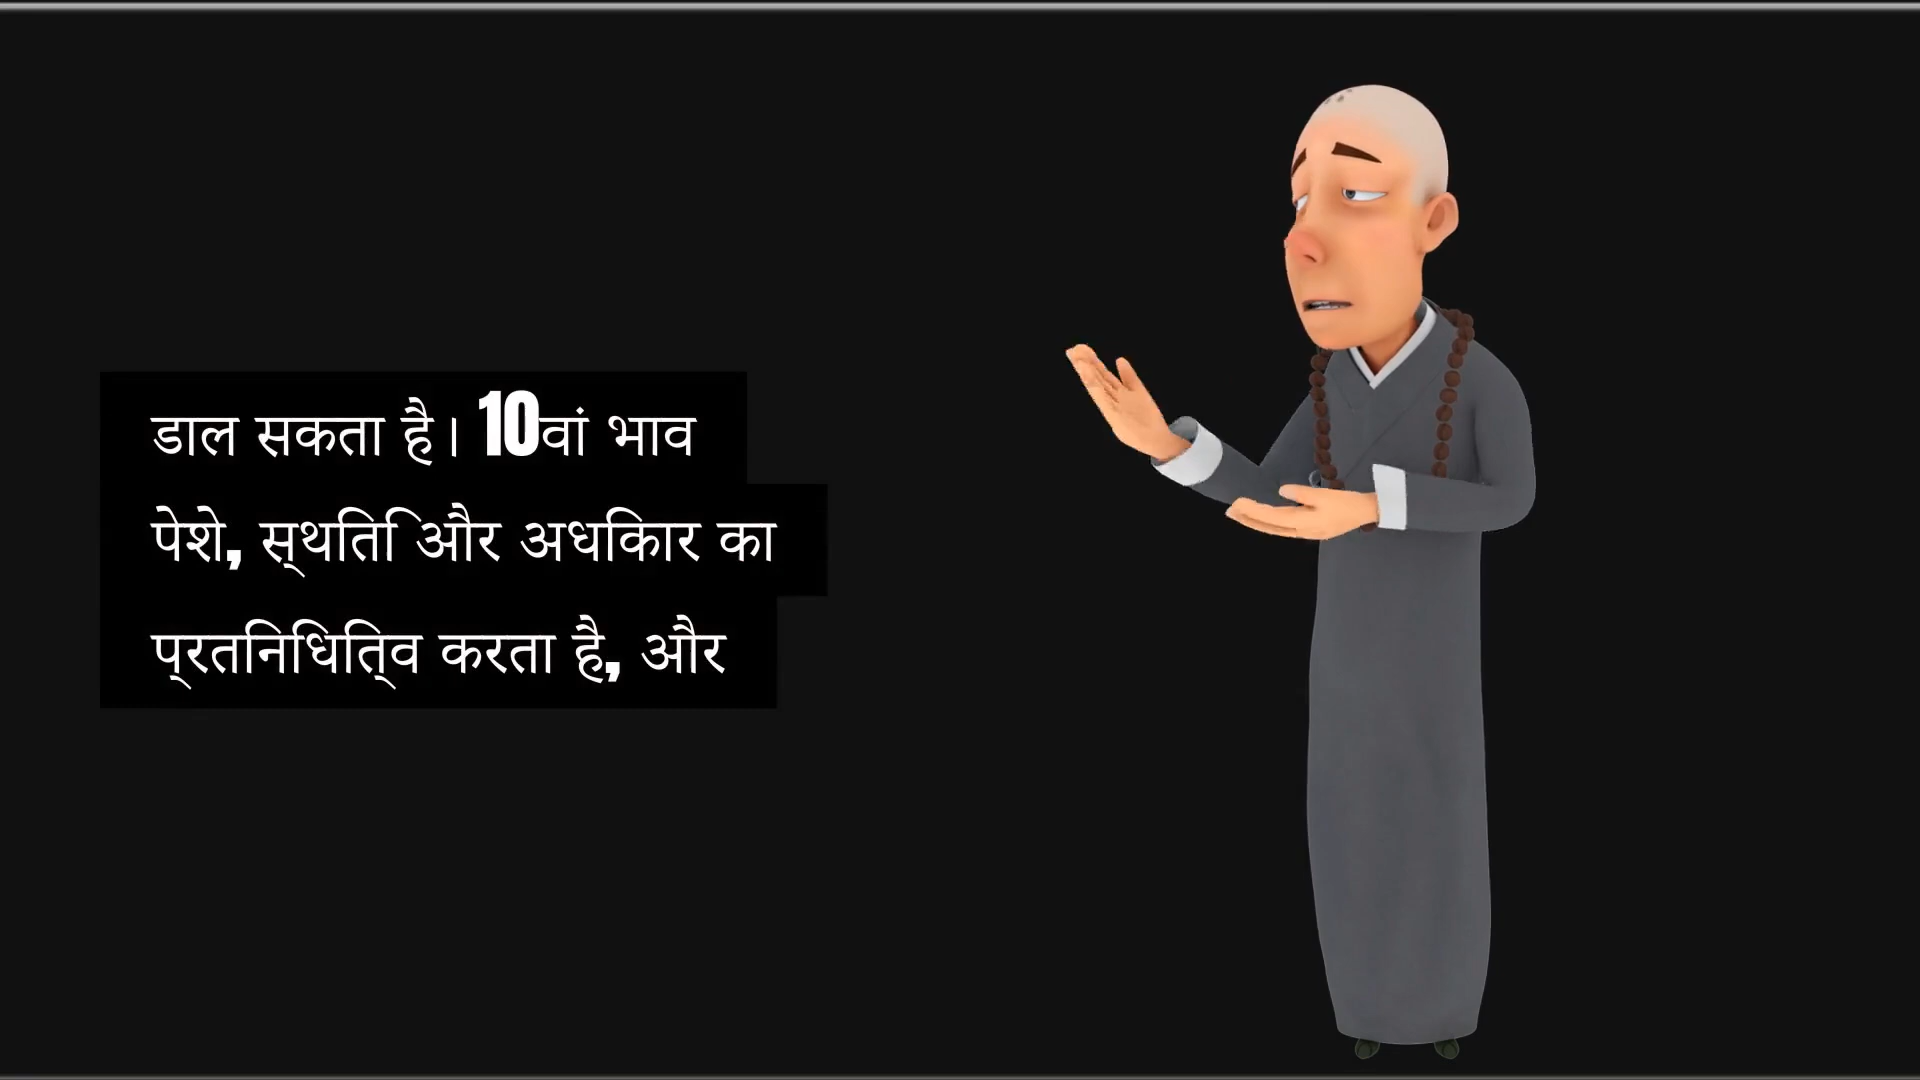 डाल सकता है। 10वां भाव
पेशे, स्थिति और अधिकार का
प्रतिनिधित्व करता है, और